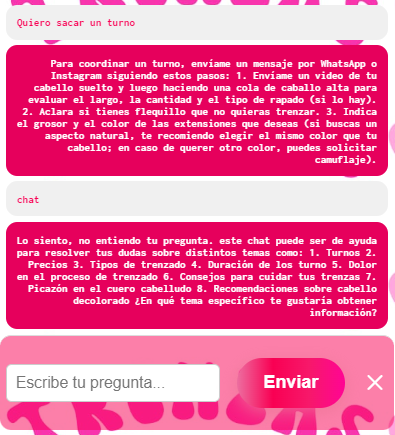 Quiero sacar un turno
Para coordinar un turno, envíame un mensaje por WhatsApp o
Instagram siguiendo estos pasos: 1. Envíame un video de tu
cabello suelto y luego haciendo una cola de caballo alta para
evaluar el largo, la cantidad y el tipo de rapado (si lo hay).
2. Aclara si tienes flequillo que no quieras trenzar. 3. Indica
el grosor y el color de las extensiones que deseas (si buscas un
aspecto natural, te recomiendo elegir el mismo color que tu
cabello; en caso de querer otro color, puedes solicitar
camuflaje).
chat
Lo siento, no entiendo tu pregunta. este chat puede ser de ayuda
para resolver tus dudas sobre distintos temas como: 1. Turnos 2.
Precios 3. Tipos de trenzado 4. Duración de los turno 5. Dolor
en el proceso de trenzado 6. Consejos para cuidar tus trenzas 7.
Picazón en el cuero cabelludo 8. Recomendaciones sobre cabello
decolorado ¿En qué tema específico te gustaría obtener
información?
Escribe tu pregunta...
Enviar